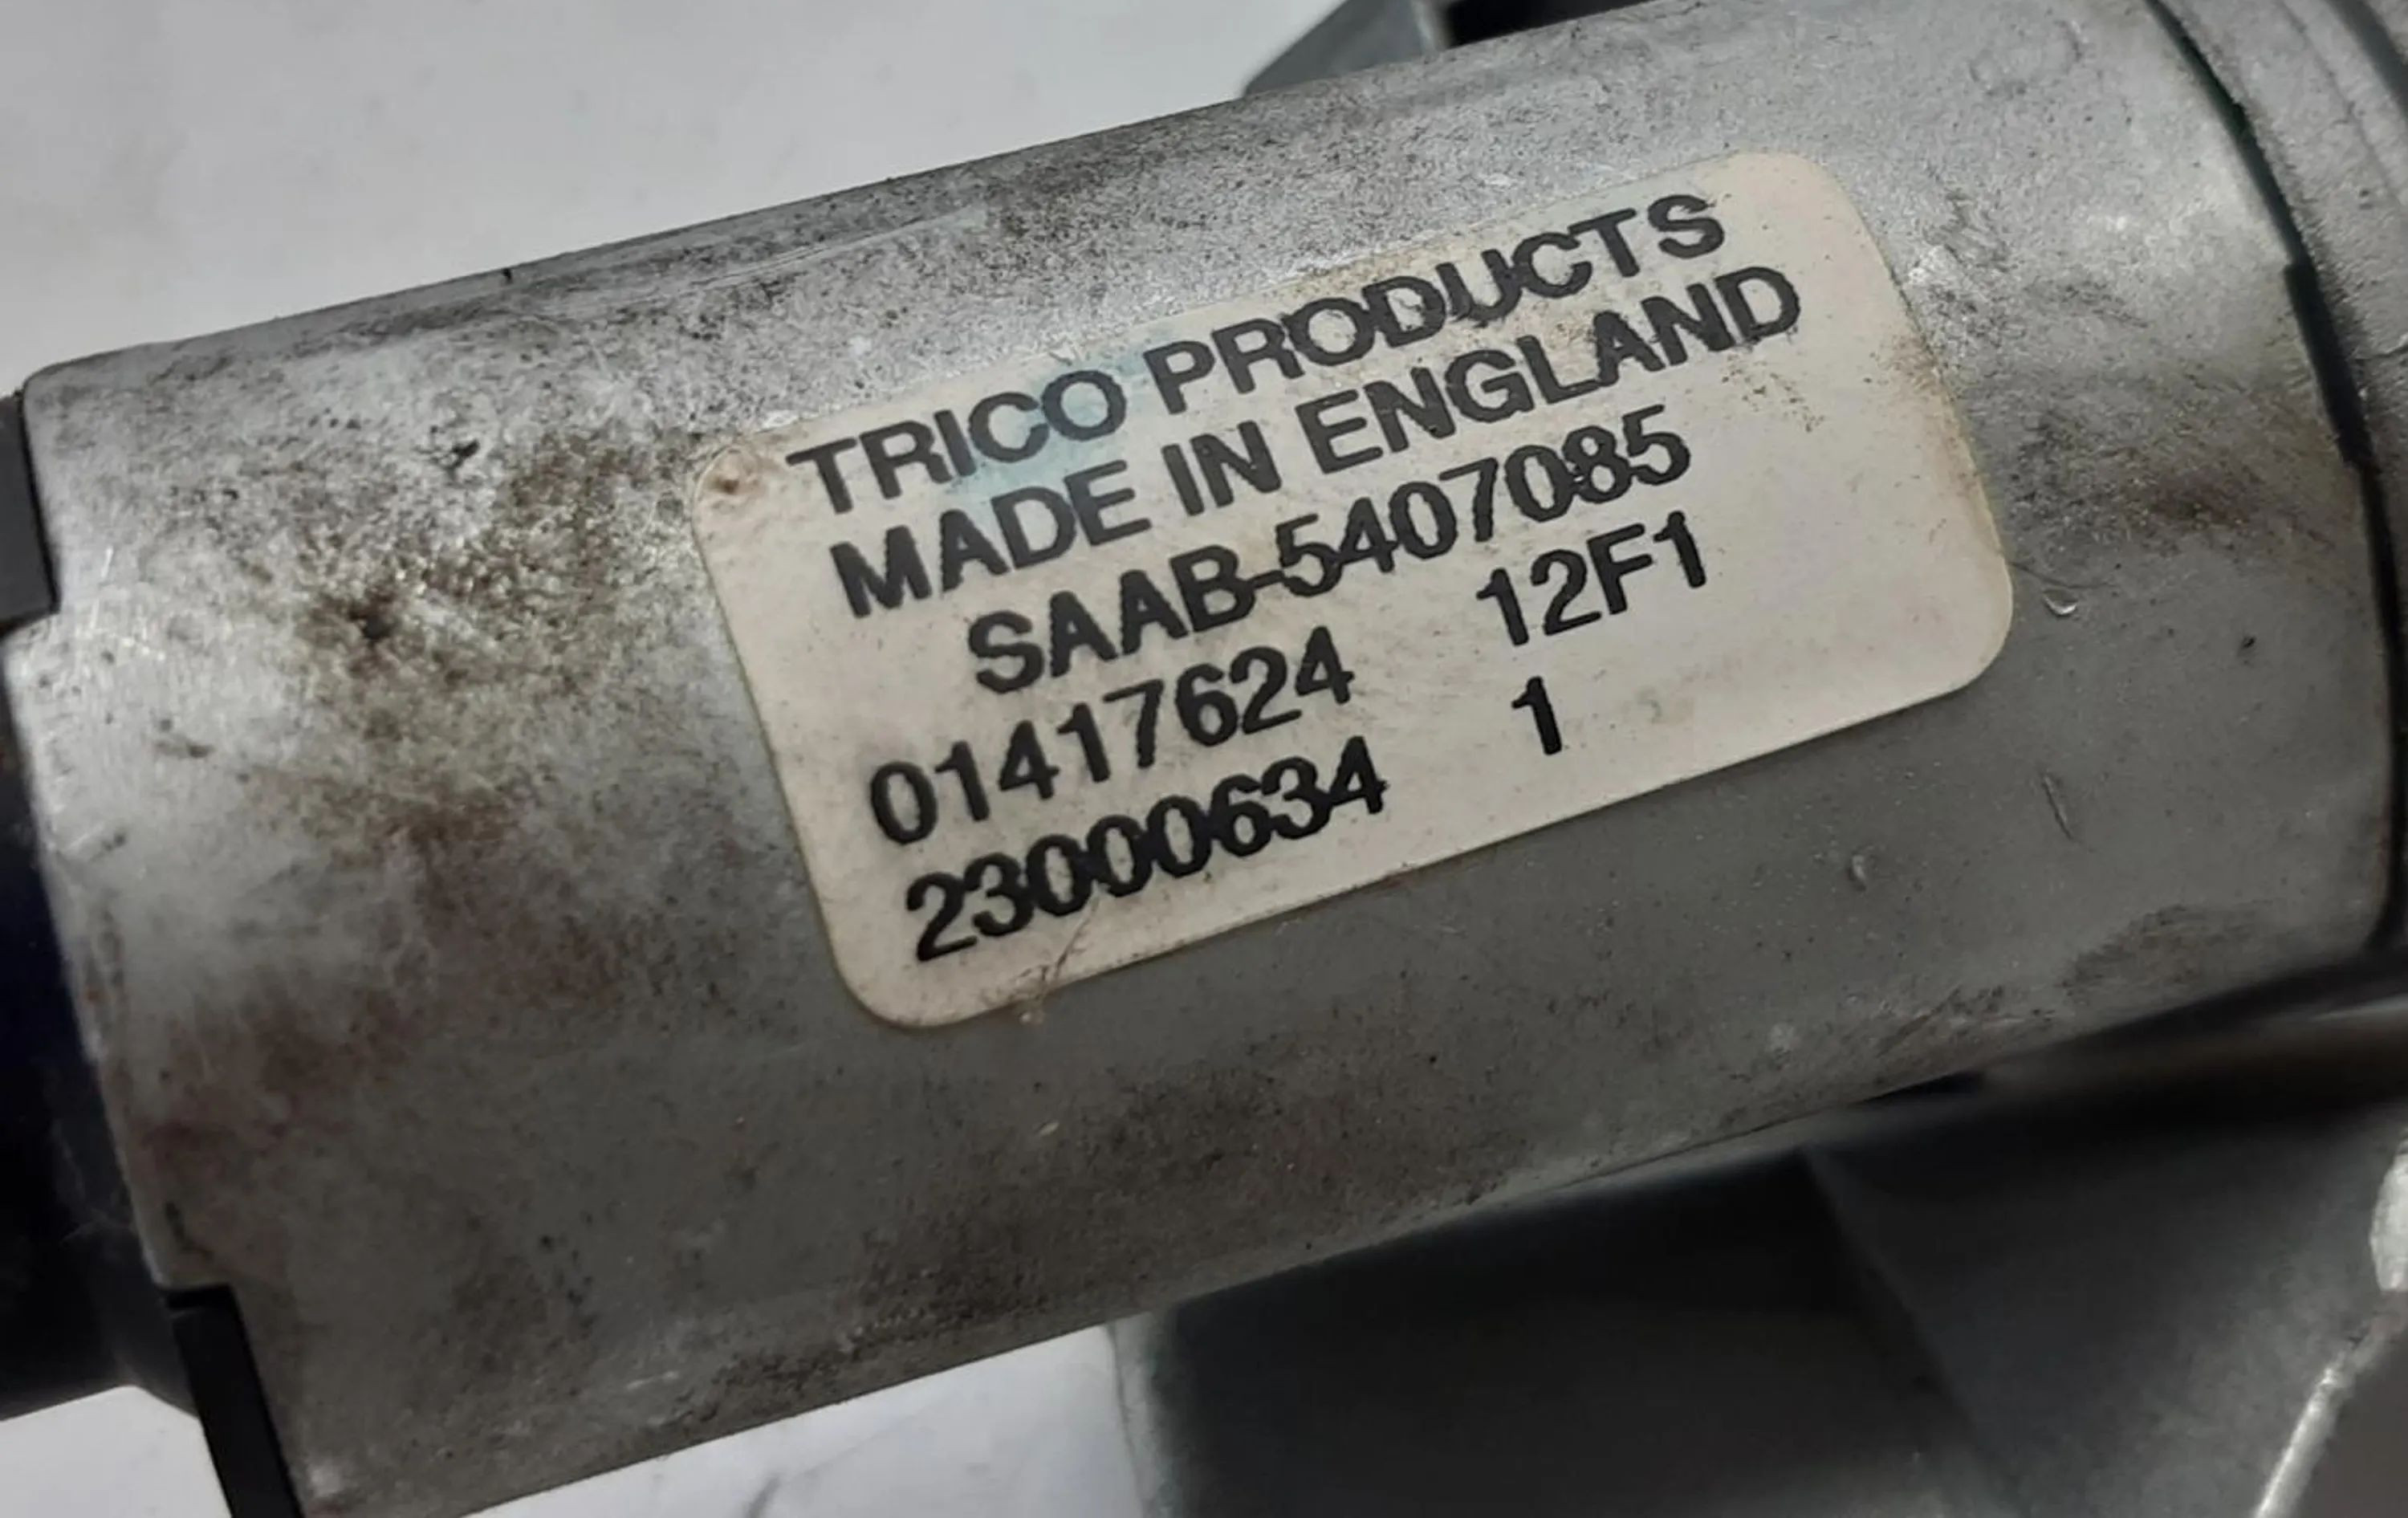 TRICO PRODUCTS
MADE IN ENGLAND
SAAB-5407085
01417624 12F1
23000634 1